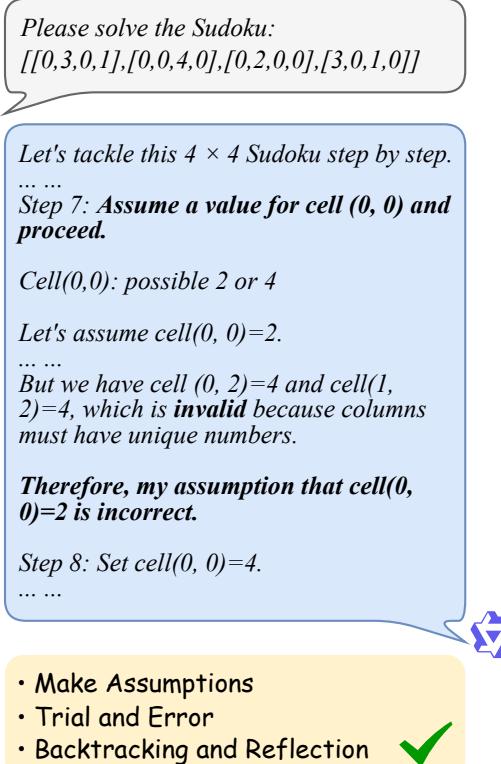 Please solve the Sudoku:
[[0,3,0,1],[0,0,4,0],[0,2,0,0],[3,0,1,0]]
Let's tackle this 4 × 4 Sudoku step by step.
... ...
Step 7: Assume a value for cell (0, 0) and
proceed.
Cell(0,0): possible 2 or 4
Let's assume cell(0, 0)=2.
... ...
But we have cell (0, 2)=4 and cell(1,
2)=4, which is invalid because columns
must have unique numbers.
Therefore, my assumption that cell(0,
0)=2 is incorrect.
Step 8: Set cell(0, 0)=4.
... ...
• Make Assumptions
• Trial and Error
• Backtracking and Reflection